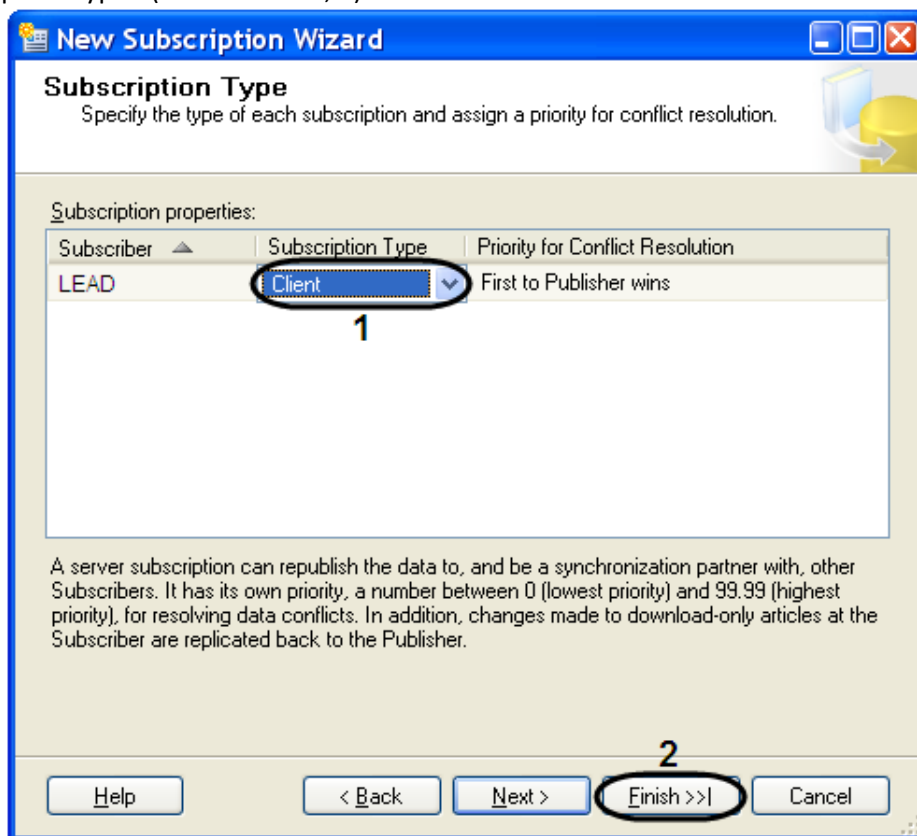 New Subscription Wizard
Subscription Type
Specify the type of each subscription and assign a priority for conflict resolution.
Subscription properties:
Subscriber Subscription Type Priority for Conflict Resolution
LEAD Client First to Publisher wins
1
A server subscription can republish the data to, and be a synchronization partner with, other
Subscribers. It has its own priority, a number between 0 (lowest priority) and 99.99 (highest
priority), for resolving data conflicts. In addition, changes made to download-only articles at the
Subscriber are replicated back to the Publisher.
2
Help < Back Next > Finish >>| Cancel